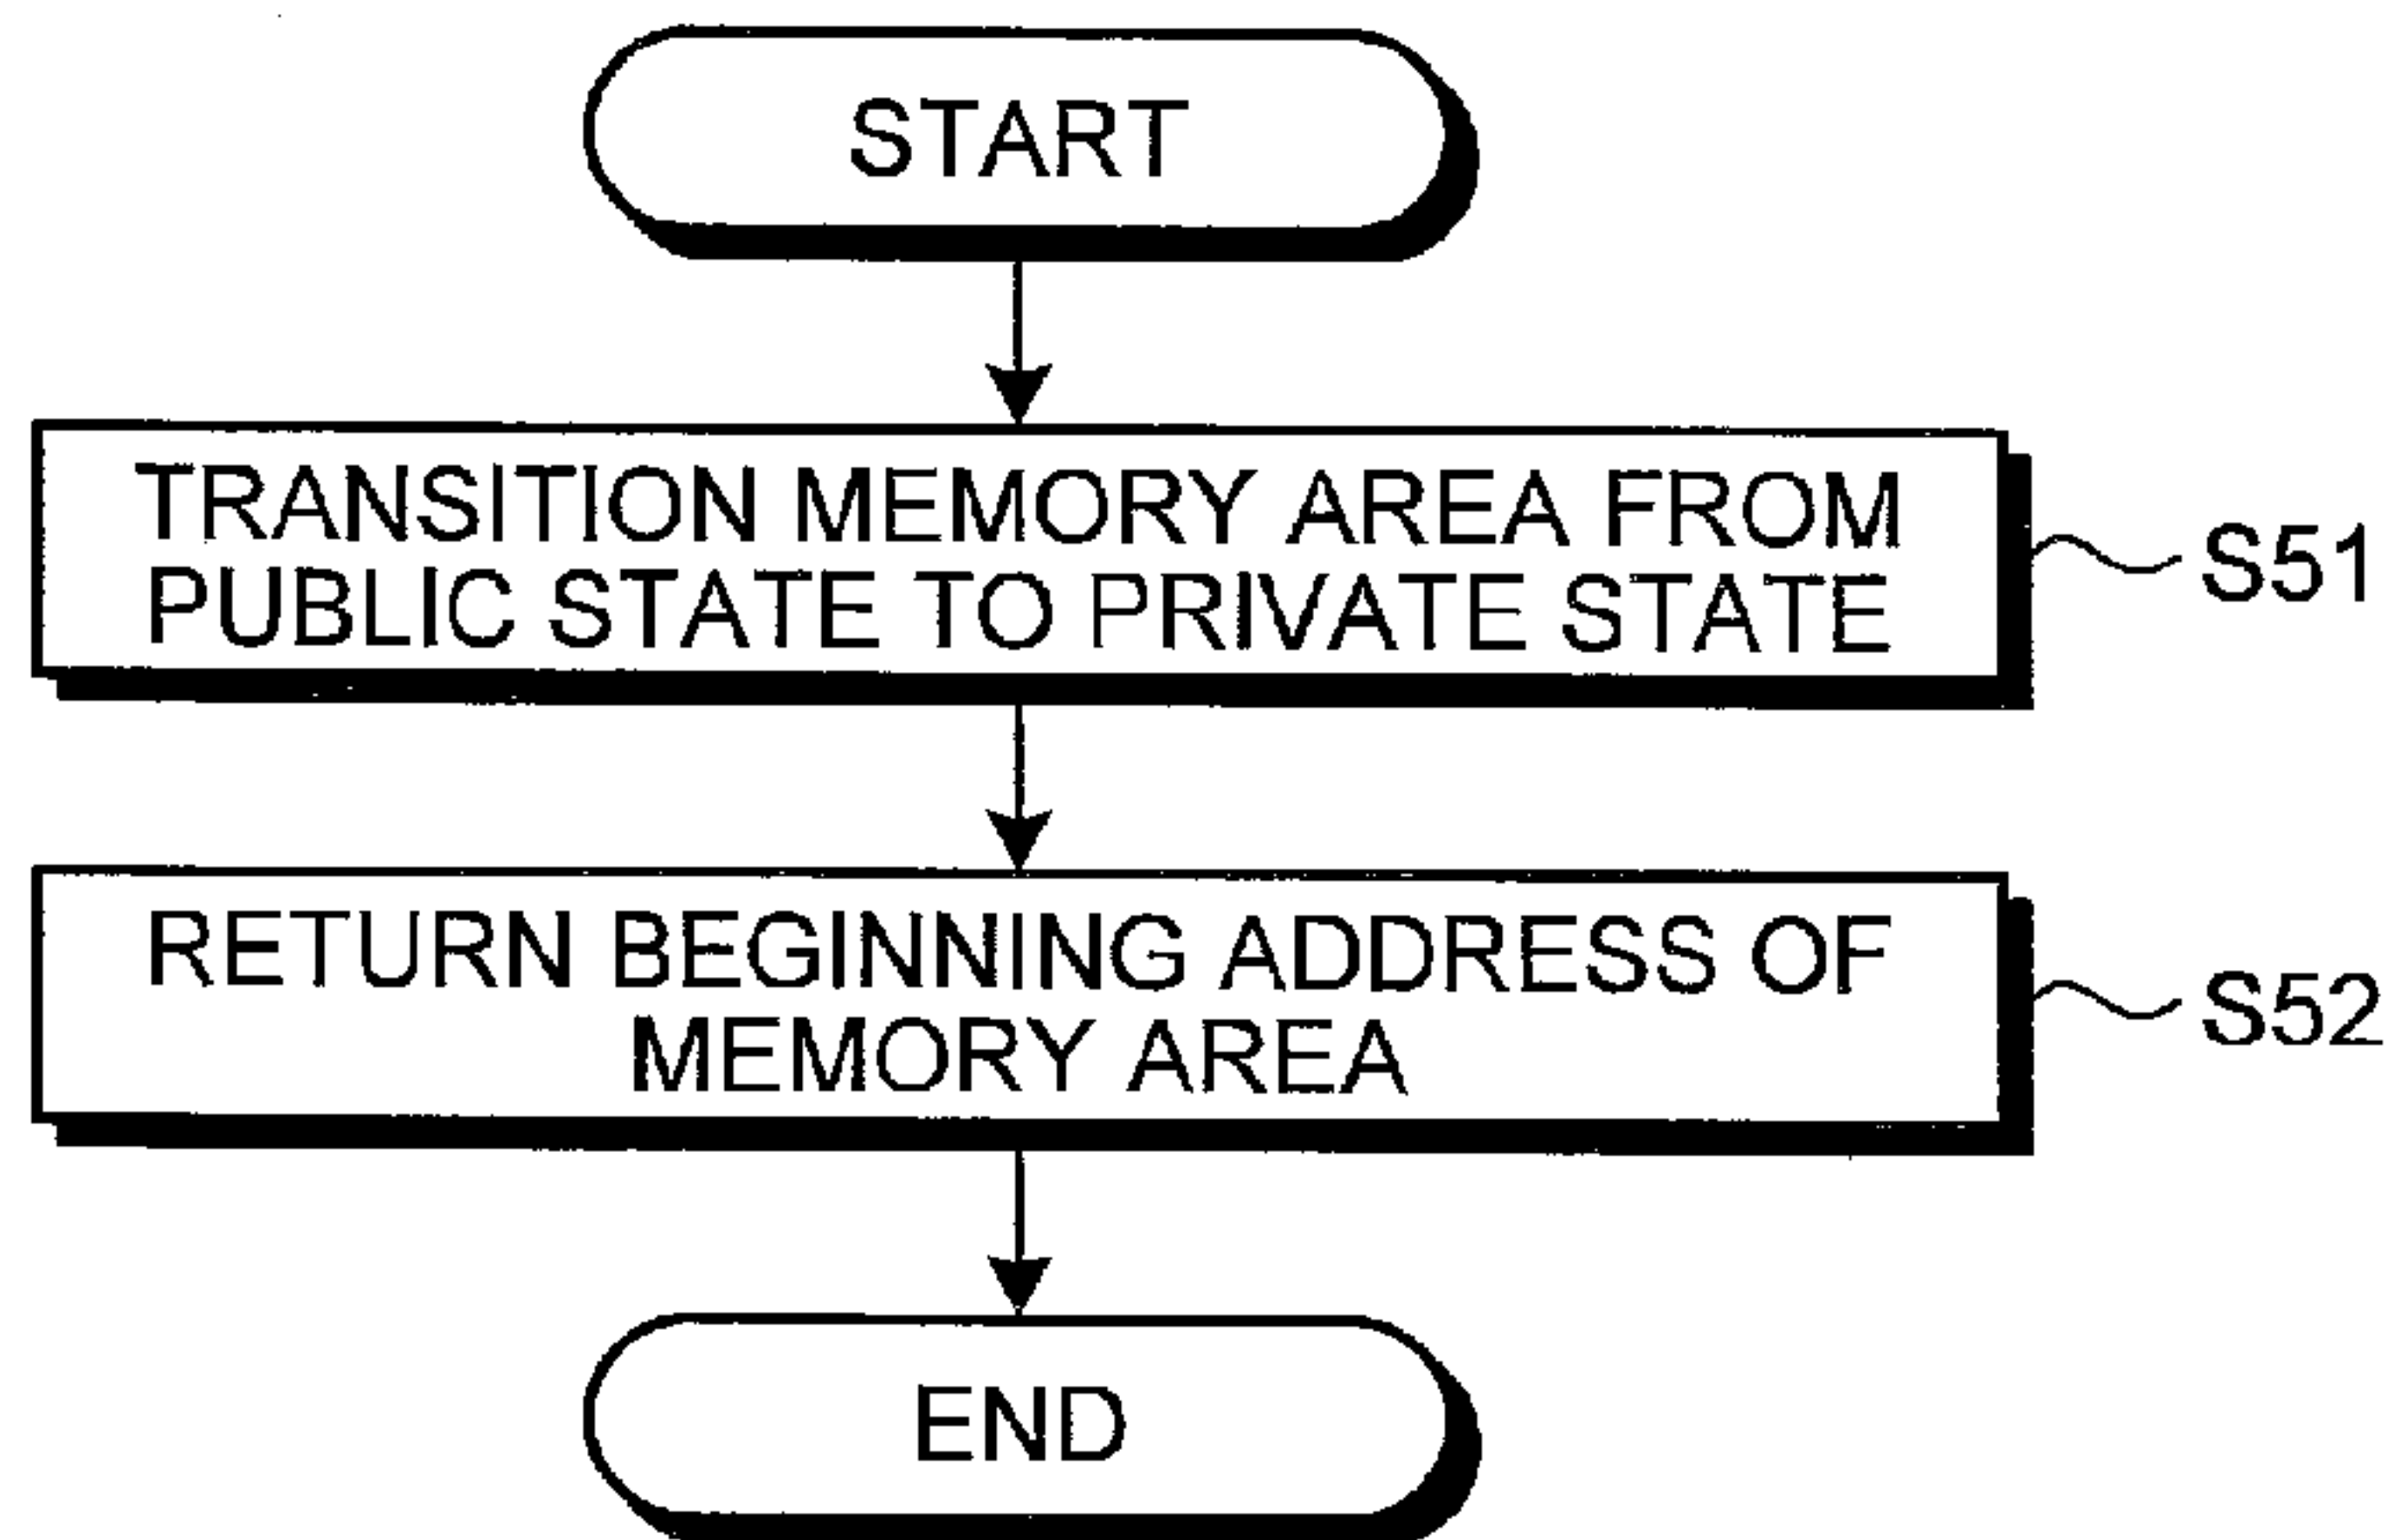 START
TRANSITION MEMORY AREA FROM
PUBLIC STATE TO PRIVATE STATE
S51
RETURN BEGINNING ADDRESS OF
MEMORY AREA
S52
END